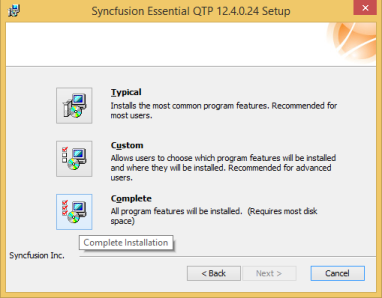 Syncfusion Essential QTP 12.4.0.24 Setup
x
Typical
Installs the most common program features. Recommended for
most users.
Custom
Allows users to choose which program features will be installed
and where they will be installed. Recommended for advanced
users.
Complete
All program features will be installed. (Requires most disk
space)
Complete Installation
Syncfusion Inc.
< Back Next > Cancel